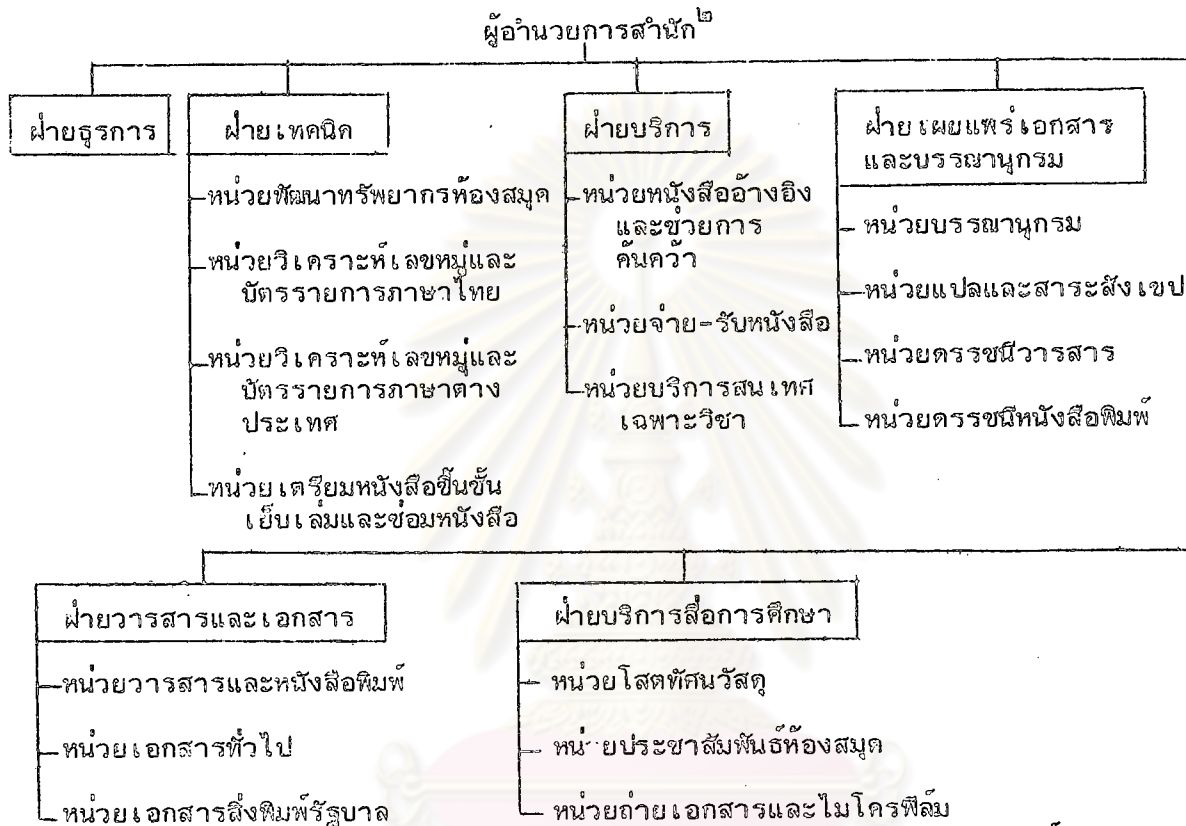 ผู้อำนวยการสำนัก๒
ฝ่ายธุรการ
ฝ่ายเทคนิค
หน่วยพัฒนาทรัพยากรห้องสมุด
หน่วยวิเคราะห์เลขหมู่และ
บัตรรายการภาษาไทย
หน่วยวิเคราะห์เลขหมู่และ
บัตรรายการภาษาต่าง
ประเทศ
หน่วยเตรียมหนังสือขึ้นชั้น
เย็บเล่มและซ่อมหนังสือ
ฝ่ายบริการ
หน่วยหนังสืออ้างอิง
และช่วยการ
ค้นคว้า
หน่วยจ่าย-รับหนังสือ
หน่วยบริการสนเทศ
เฉพาะวิชา
ฝ่ายเผยแพร่เอกสาร
และบรรณานุกรม
หน่วยบรรณานุกรม
หน่วยแปลและสาระสังเขป
หน่วยดรรชนีวารสาร
หน่วยดรรชนีหนังสือพิมพ์
ฝ่ายวารสารและเอกสาร
หน่วยวารสารและหนังสือพิมพ์
หน่วยเอกสารทั่วไป
หน่วยเอกสารสิ่งพิมพ์รัฐบาล
ฝ่ายบริการสื่อการศึกษา
หน่วยโสตทัศนวัสดุ
หน่วยประชาสัมพันธ์ห้องสมุด
หน่วยถ่ายเอกสารและไมโครฟิล์ม